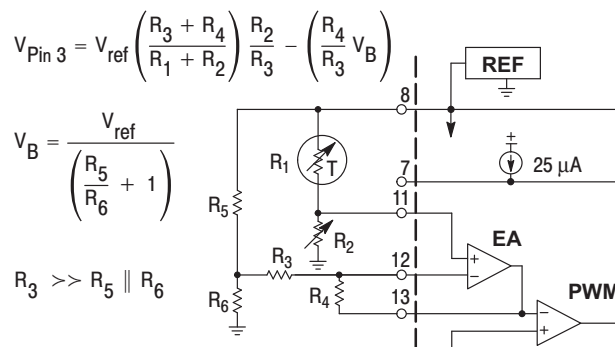 V_Pin 3 = V_ref ((R_3 + R_4)/(R_1 + R_2)) R_2/R_3 − (R_4/R_3 V_B)
V_B = V_ref/(R_5/R_6 + 1)
R_3 >> R_5 ∥ R_6
REF
8
R_1
T
+
25 μA
7
11
R_5
R_2
EA
R_3
12
+
−
R_6
R_4
13
PWM
−
+